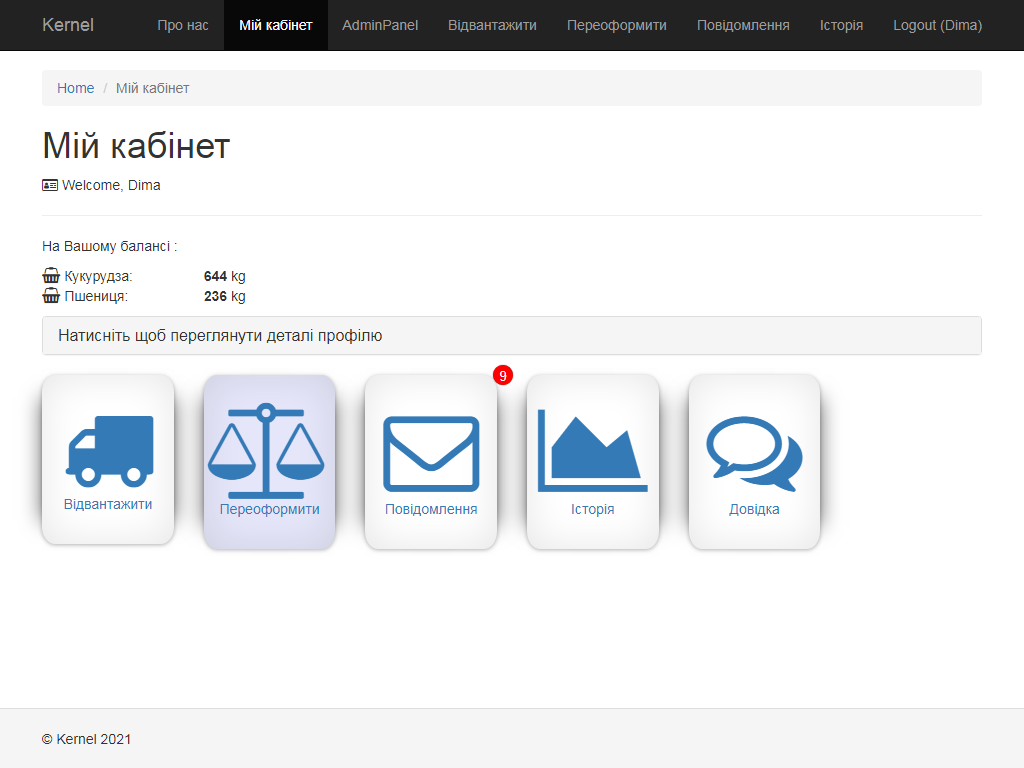 Kernel Про нас Мій кабінет AdminPanel Відвантажити Переоформити Повідомлення Історія Logout (Dima)
Home / Мій кабінет
Мій кабінет
Welcome, Dima
На Вашому балансі :
Кукурудза: 644 kg
Пшениця: 236 kg
Натисніть щоб переглянути деталі профілю
9
Відвантажити
Переоформити
Повідомлення
Історія
Довідка
© Kernel 2021